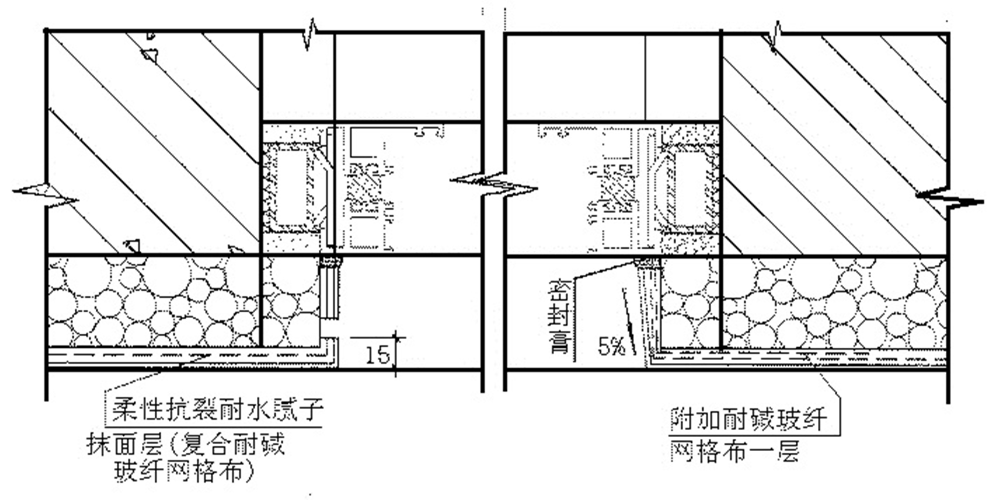 15
密封膏
5%
柔性抗裂耐水腻子
抹面层(复合耐碱
玻纤网格布)
附加耐碱玻纤
网格布一层